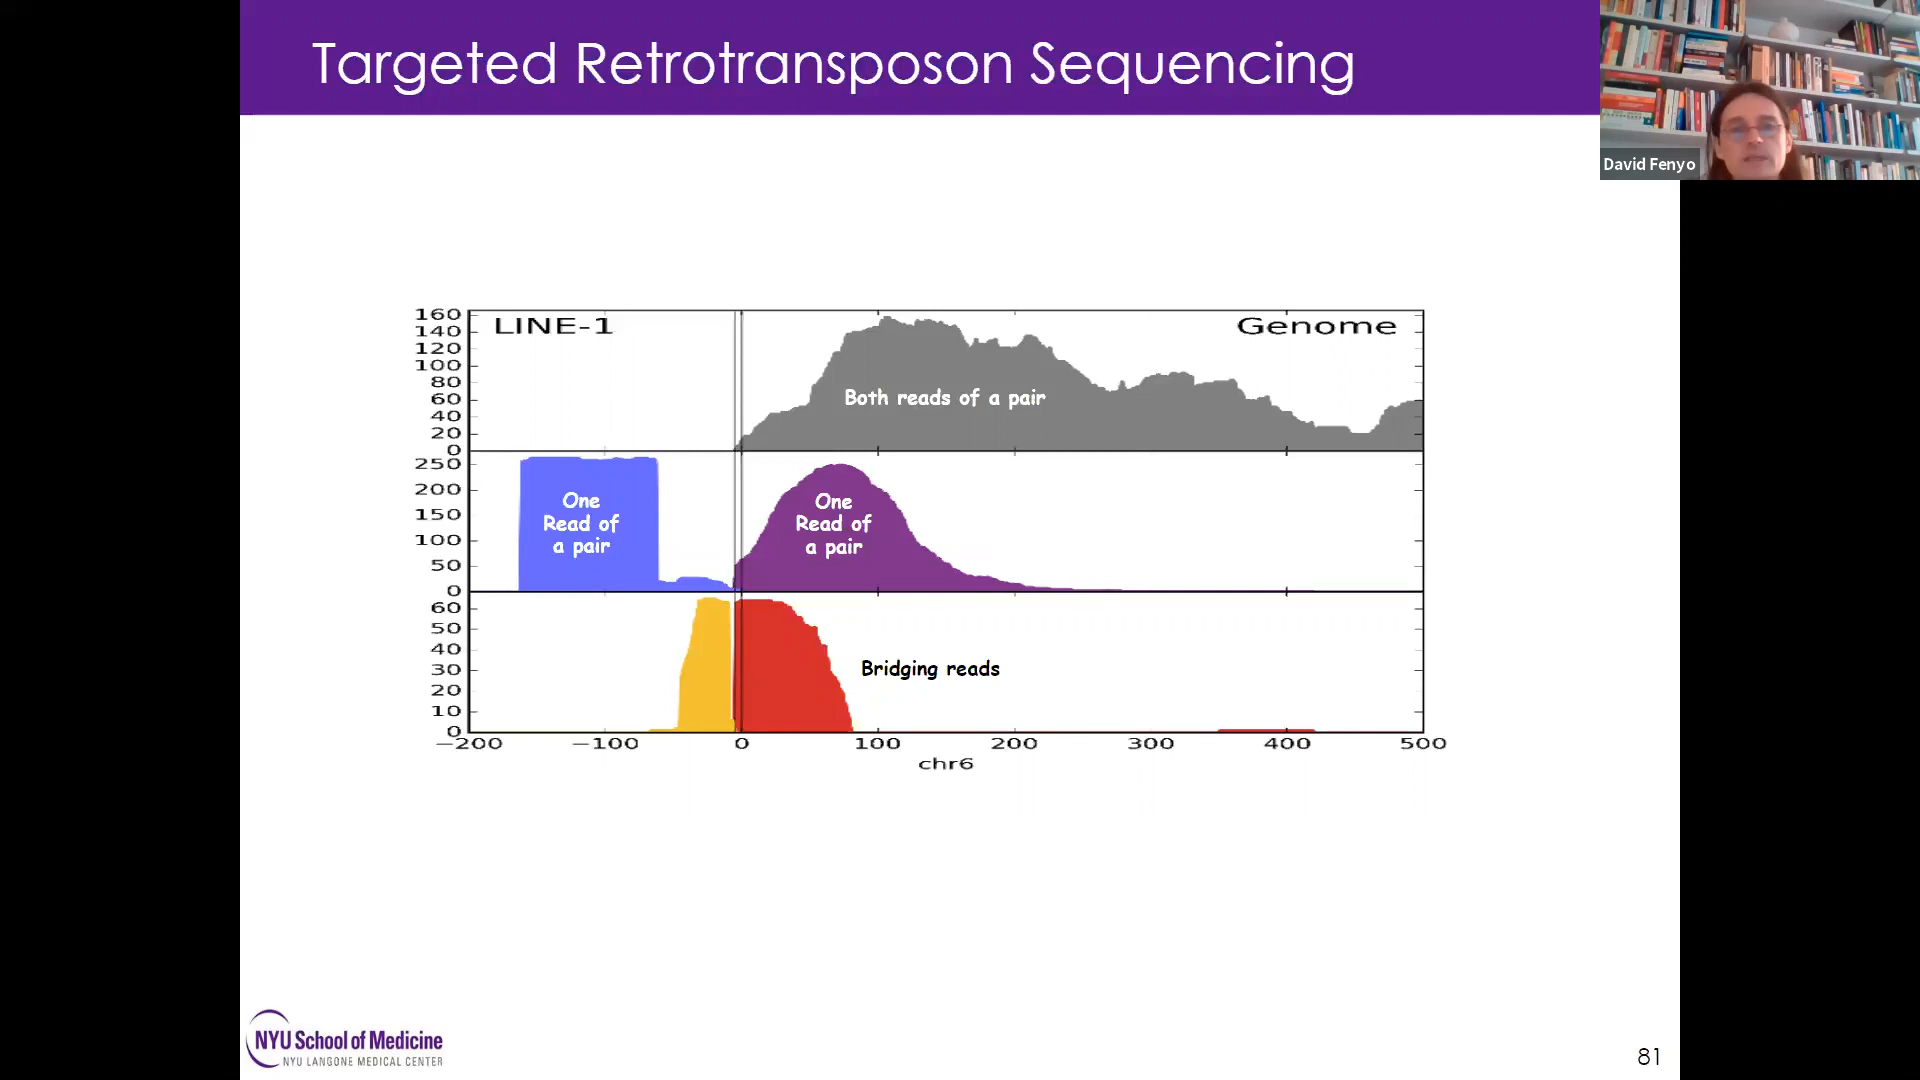 Targeted Retrotransposon Sequencing
David Fenyo
LINE-1
Genome
160
140
120
100
80
60
40
20
0
Both reads of a pair
250
200
150
100
50
0
One
Read of
a pair
One
Read of
a pair
60
50
40
30
20
10
0
Bridging reads
−200 −100 0 100 200 300 400 500
chr6
NYU School of Medicine
NYU LANGONE MEDICAL CENTER
81